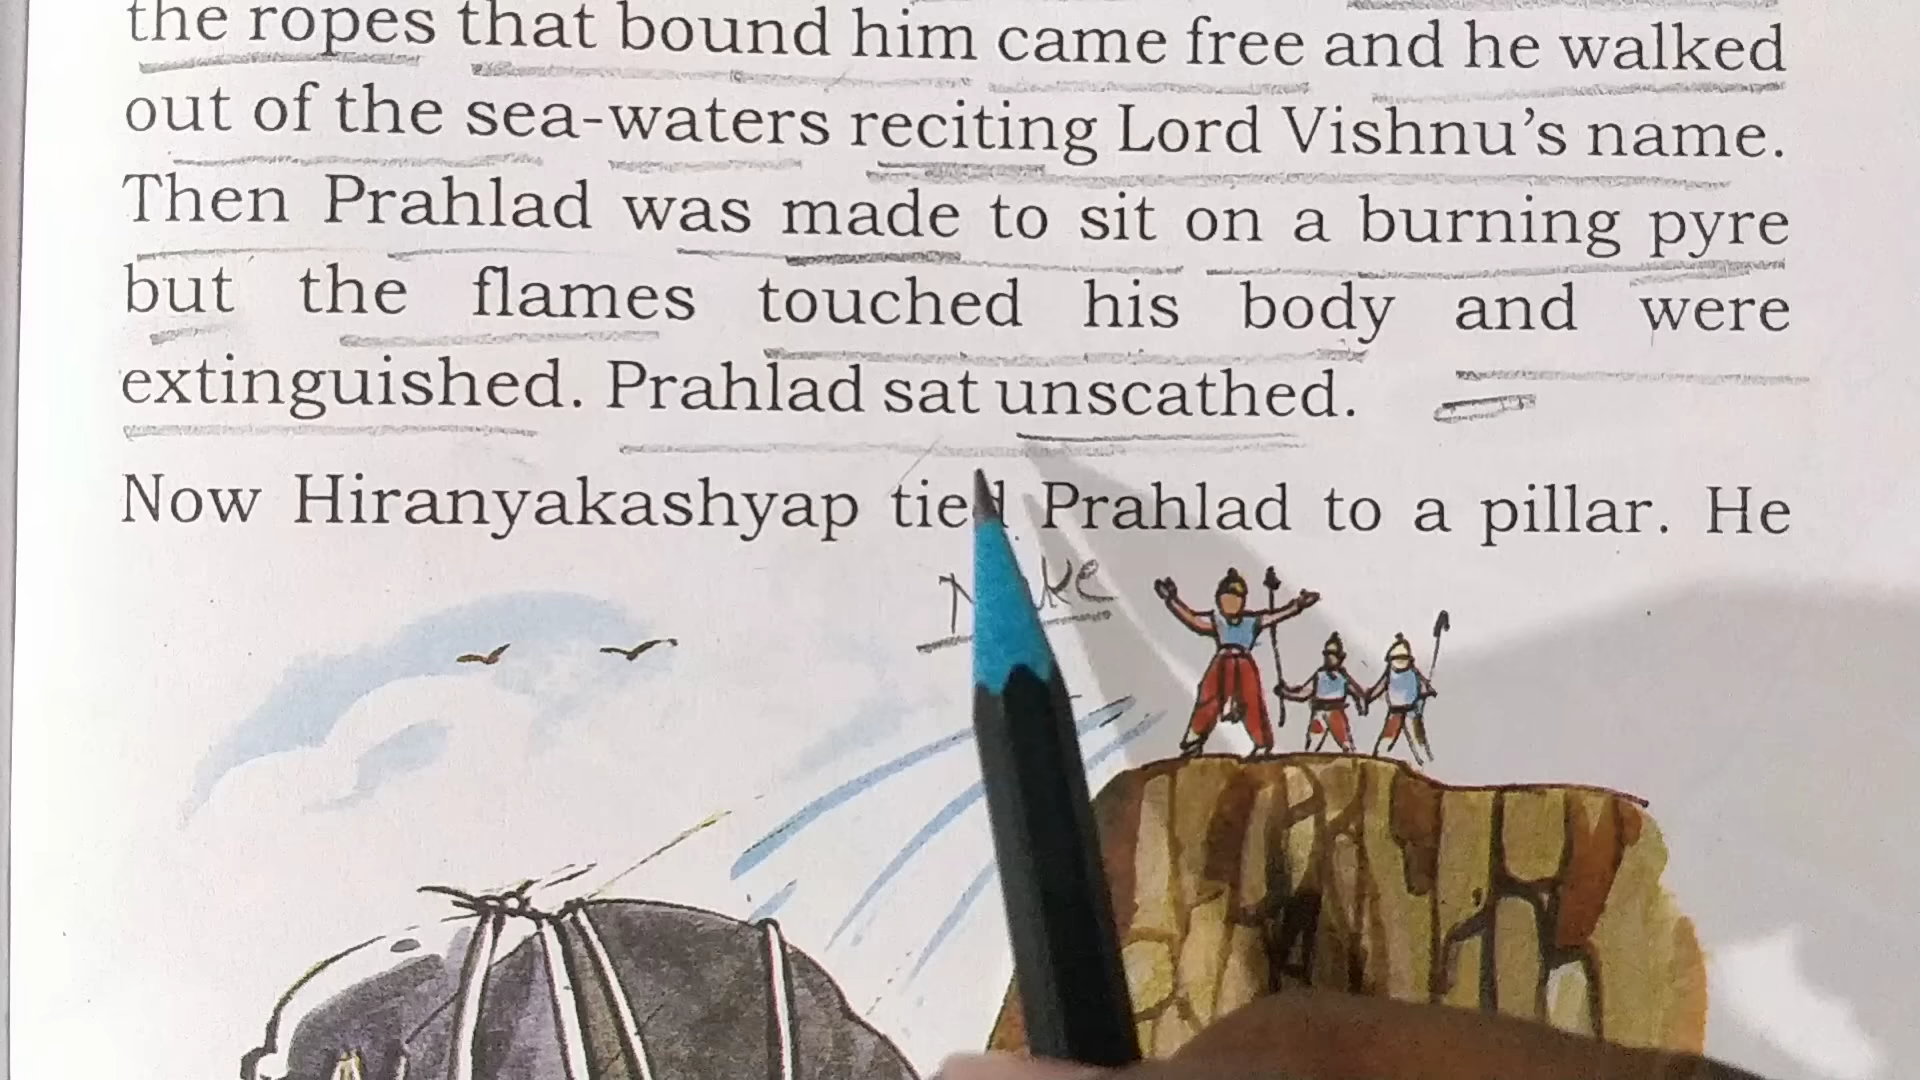 the ropes that bound him came free and he walked
out of the sea-waters reciting Lord Vishnu's name.
Then Prahlad was made to sit on a burning pyre
but the flames touched his body and were
extinguished. Prahlad sat unscathed.
Now Hiranyakashyap tied Prahlad to a pillar. He